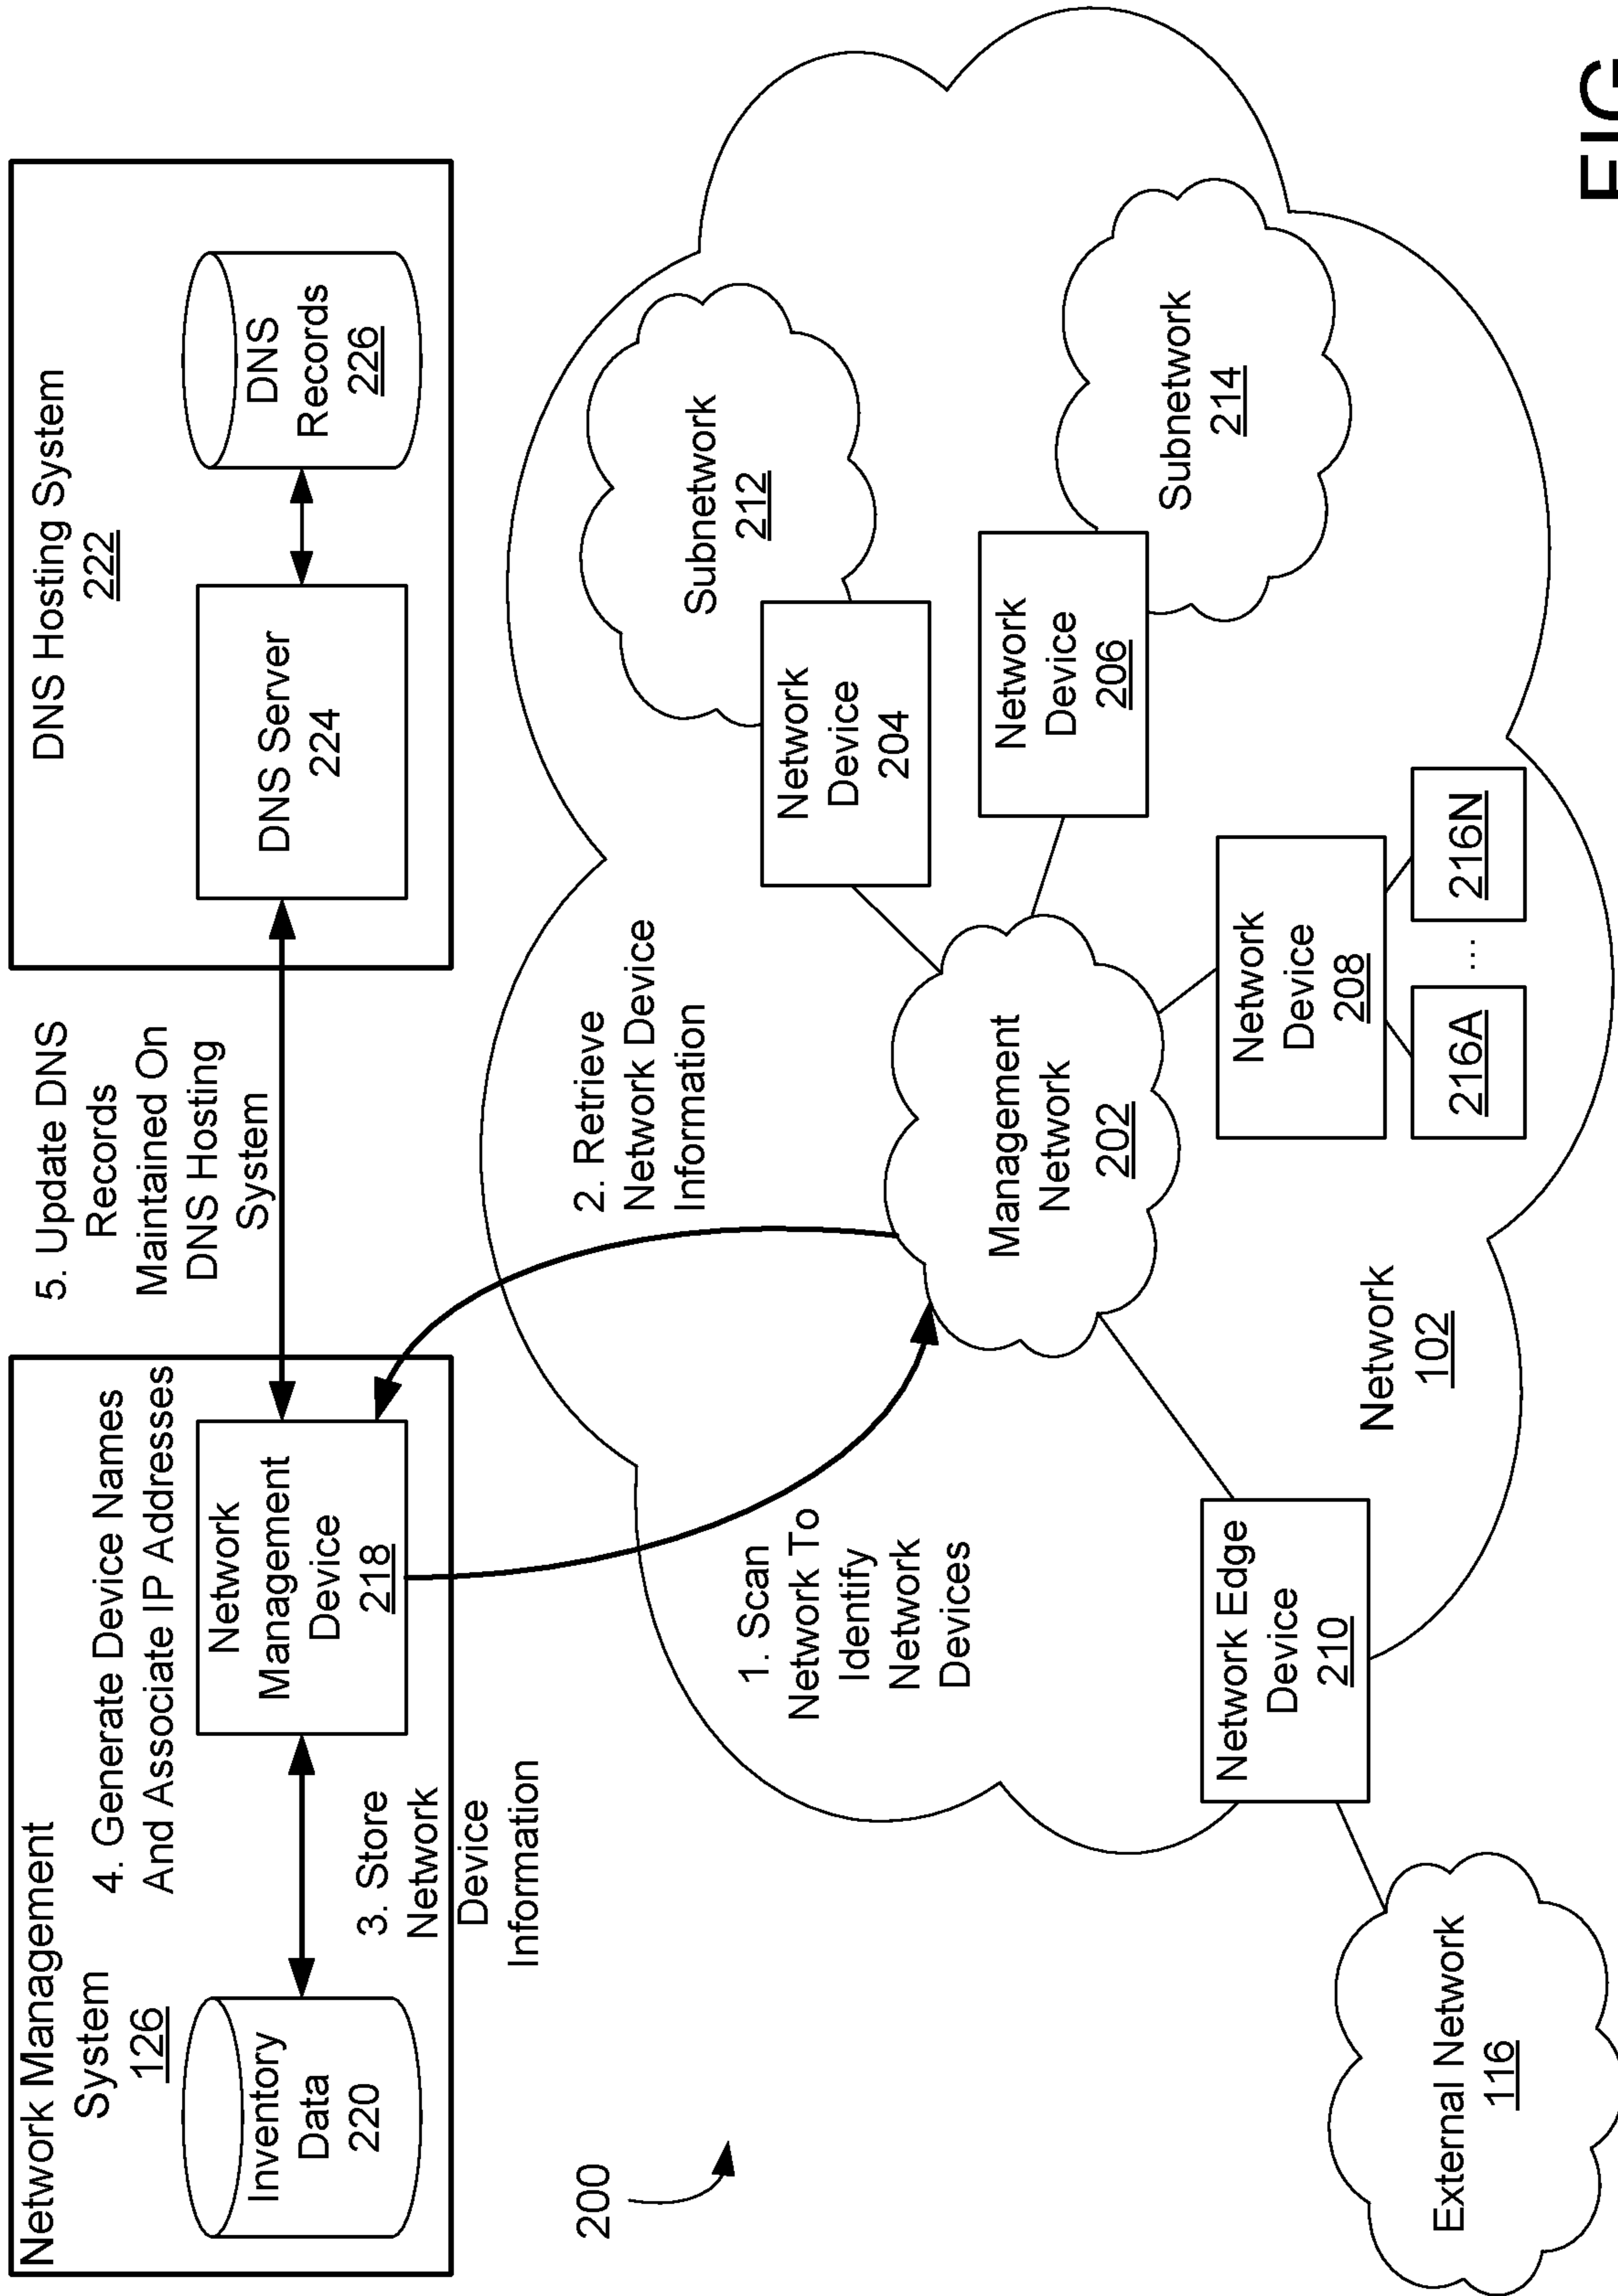 Network Management
System
126
4. Generate Device Names
And Associate IP Addresses
Inventory
Data
220
Network
Management
Device
218
3. Store
Network
Device
Information
5. Update DNS
Records
Maintained On
DNS Hosting
System
DNS Hosting System
222
DNS Server
224
DNS
Records
226
200
1. Scan
Network To
Identify
Network
Devices
2. Retrieve
Network Device
Information
Management
Network
202
Subnetwork
212
Network
Device
204
Subnetwork
214
Network
Device
206
Network
Device
208
216A
...
216N
Network Edge
Device
210
Network
102
External Network
116
FIG